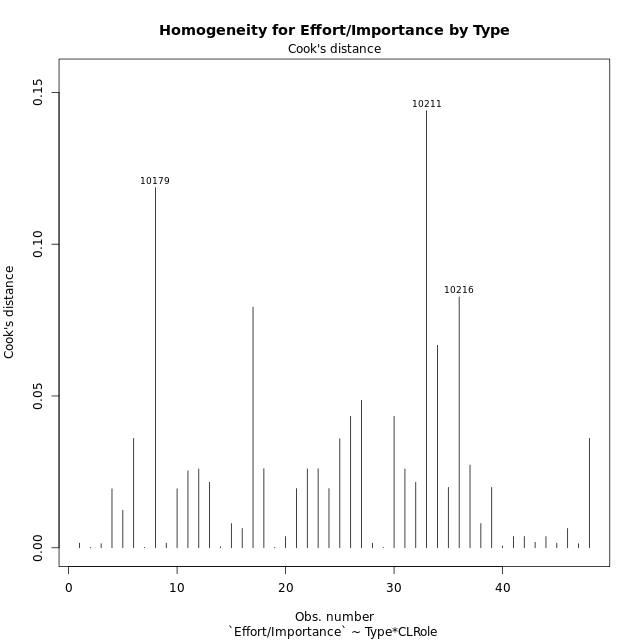 Homogeneity for Effort/Importance by Type
Cook's distance
0.15
10211
10179
0.10
10216
Cook's distance
0.05
0.00
0 10 20 30 40
Obs. number
`Effort/Importance` ~ Type*CLRole